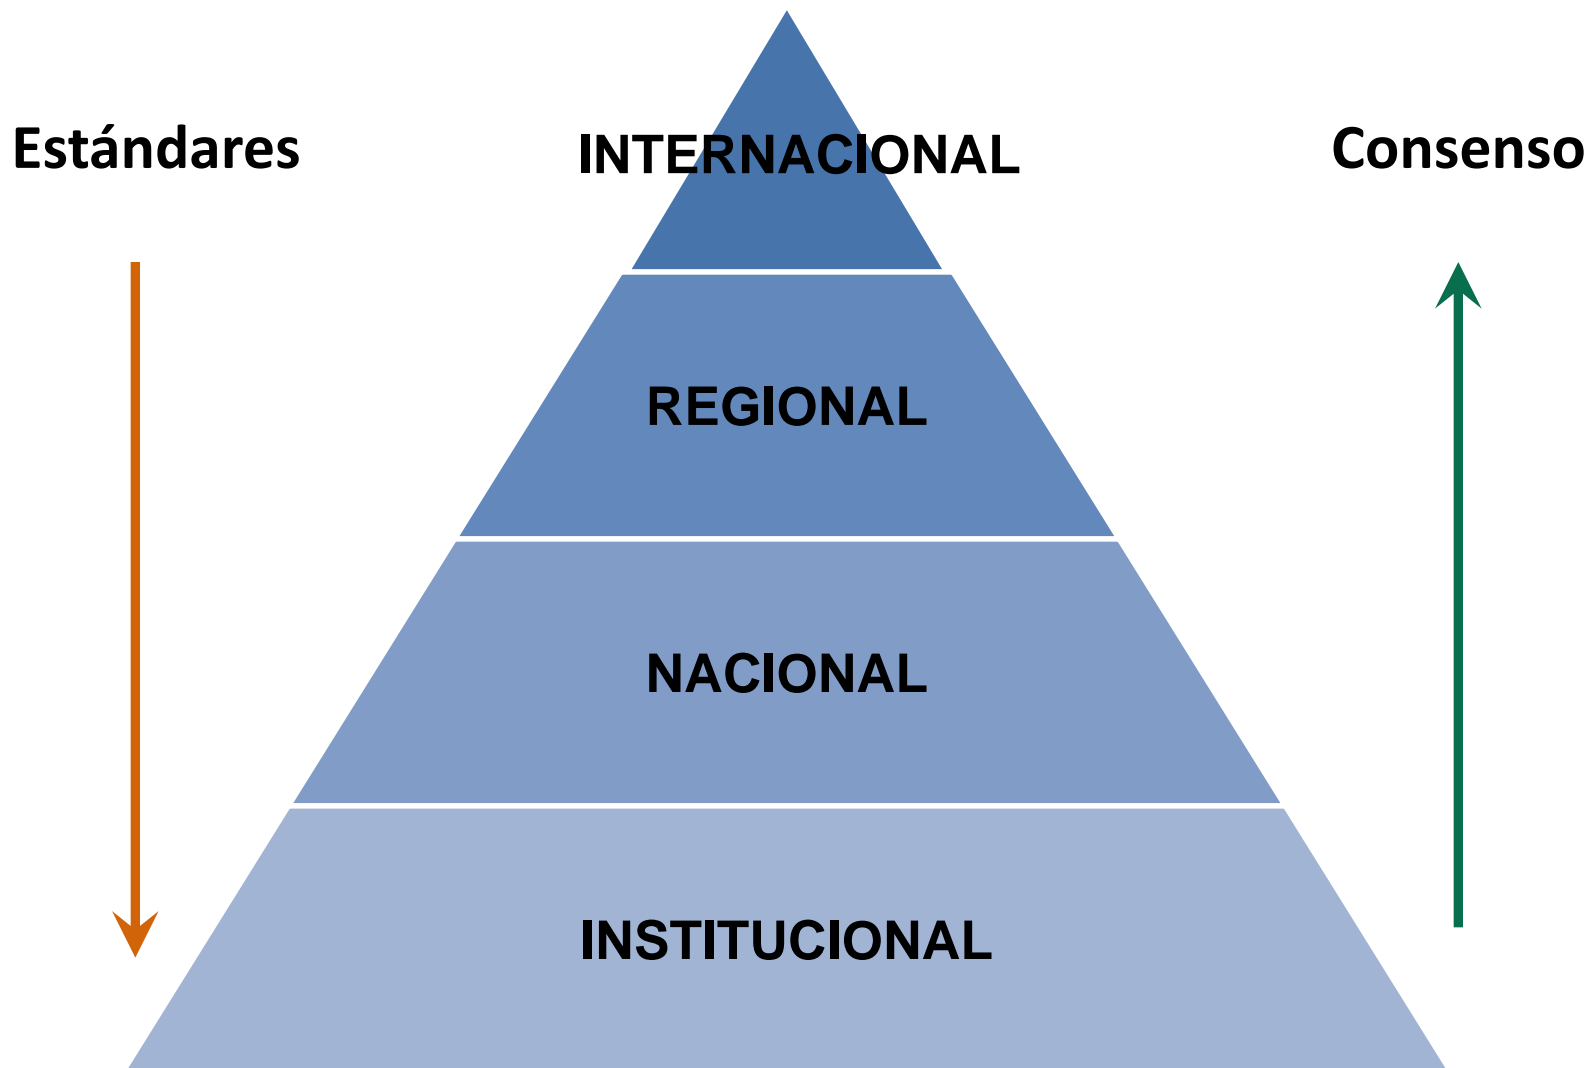 Estándares
INTERNACIONAL
Consenso
REGIONAL
NACIONAL
INSTITUCIONAL